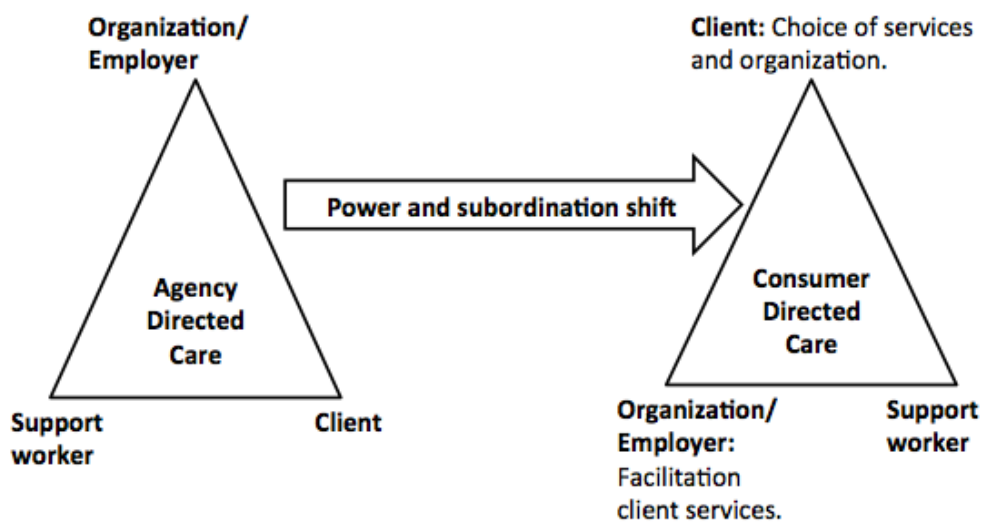 Organization/
Employer
Client: Choice of services
and organization.
Power and subordination shift
Agency
Directed
Care
Consumer
Directed
Care
Support
worker
Client
Organization/
Employer:
Facilitation
client services.
Support
worker